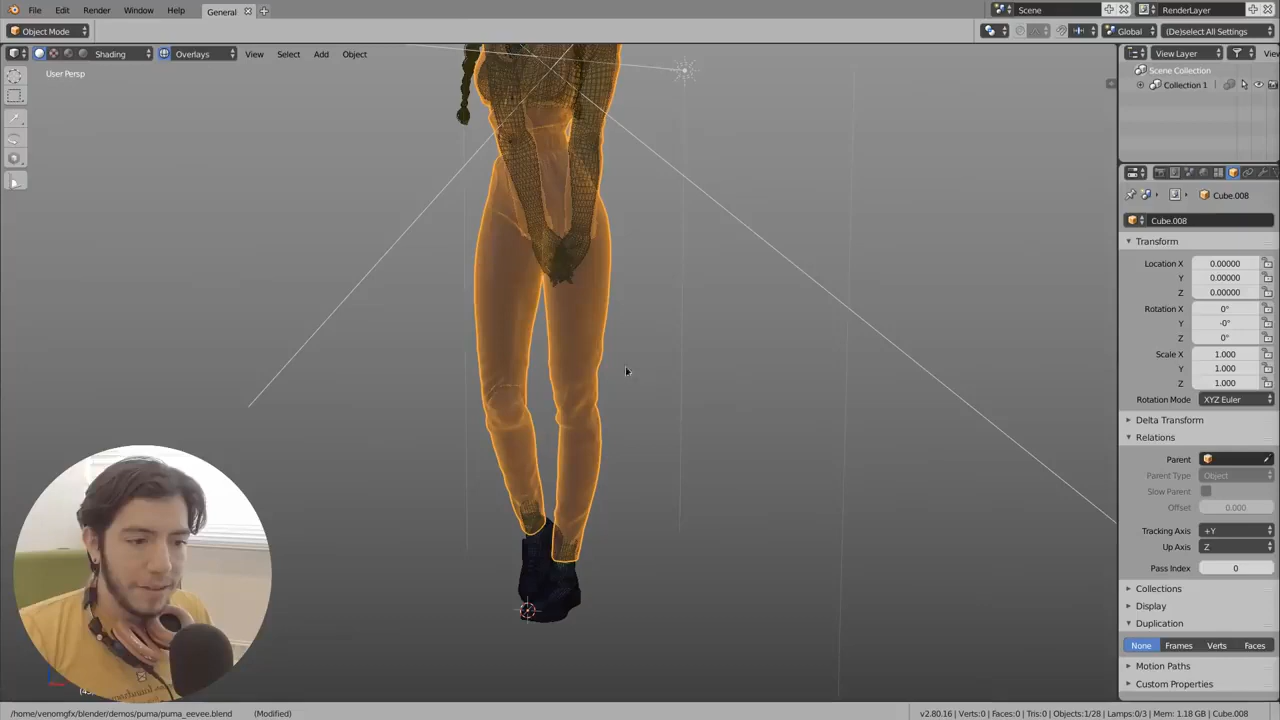 File Edit Render Window Help General Scene RenderLayer
Object Mode Global (De)select All Settings
Shading Overlays View Select Add Object View Layer
User Persp
Scene Collection
Collection 1
Cube.008
Cube.008
Transform
Location X 0.00000
Y 0.00000
Z 0.00000
Rotation X 0°
Y -0°
Z 0°
Scale X 1.000
Y 1.000
Z 1.000
Rotation Mode XYZ Euler
Delta Transform
Relations
Parent
Parent Type Object
Slow Parent
Offset 0.000
Tracking Axis +Y
Up Axis Z
Pass Index 0
Collections
Display
Duplication
None Frames Verts Faces
Motion Paths
Custom Properties
/home/venomgfx/blender/demos/puma/puma_eevee.blend (Modified) v2.80.16 | Verts:0 | Faces:0 | Tris:0 | Objects:1/28 | Lamps:0/3 | Mem: 1.18 GB | Cube.008